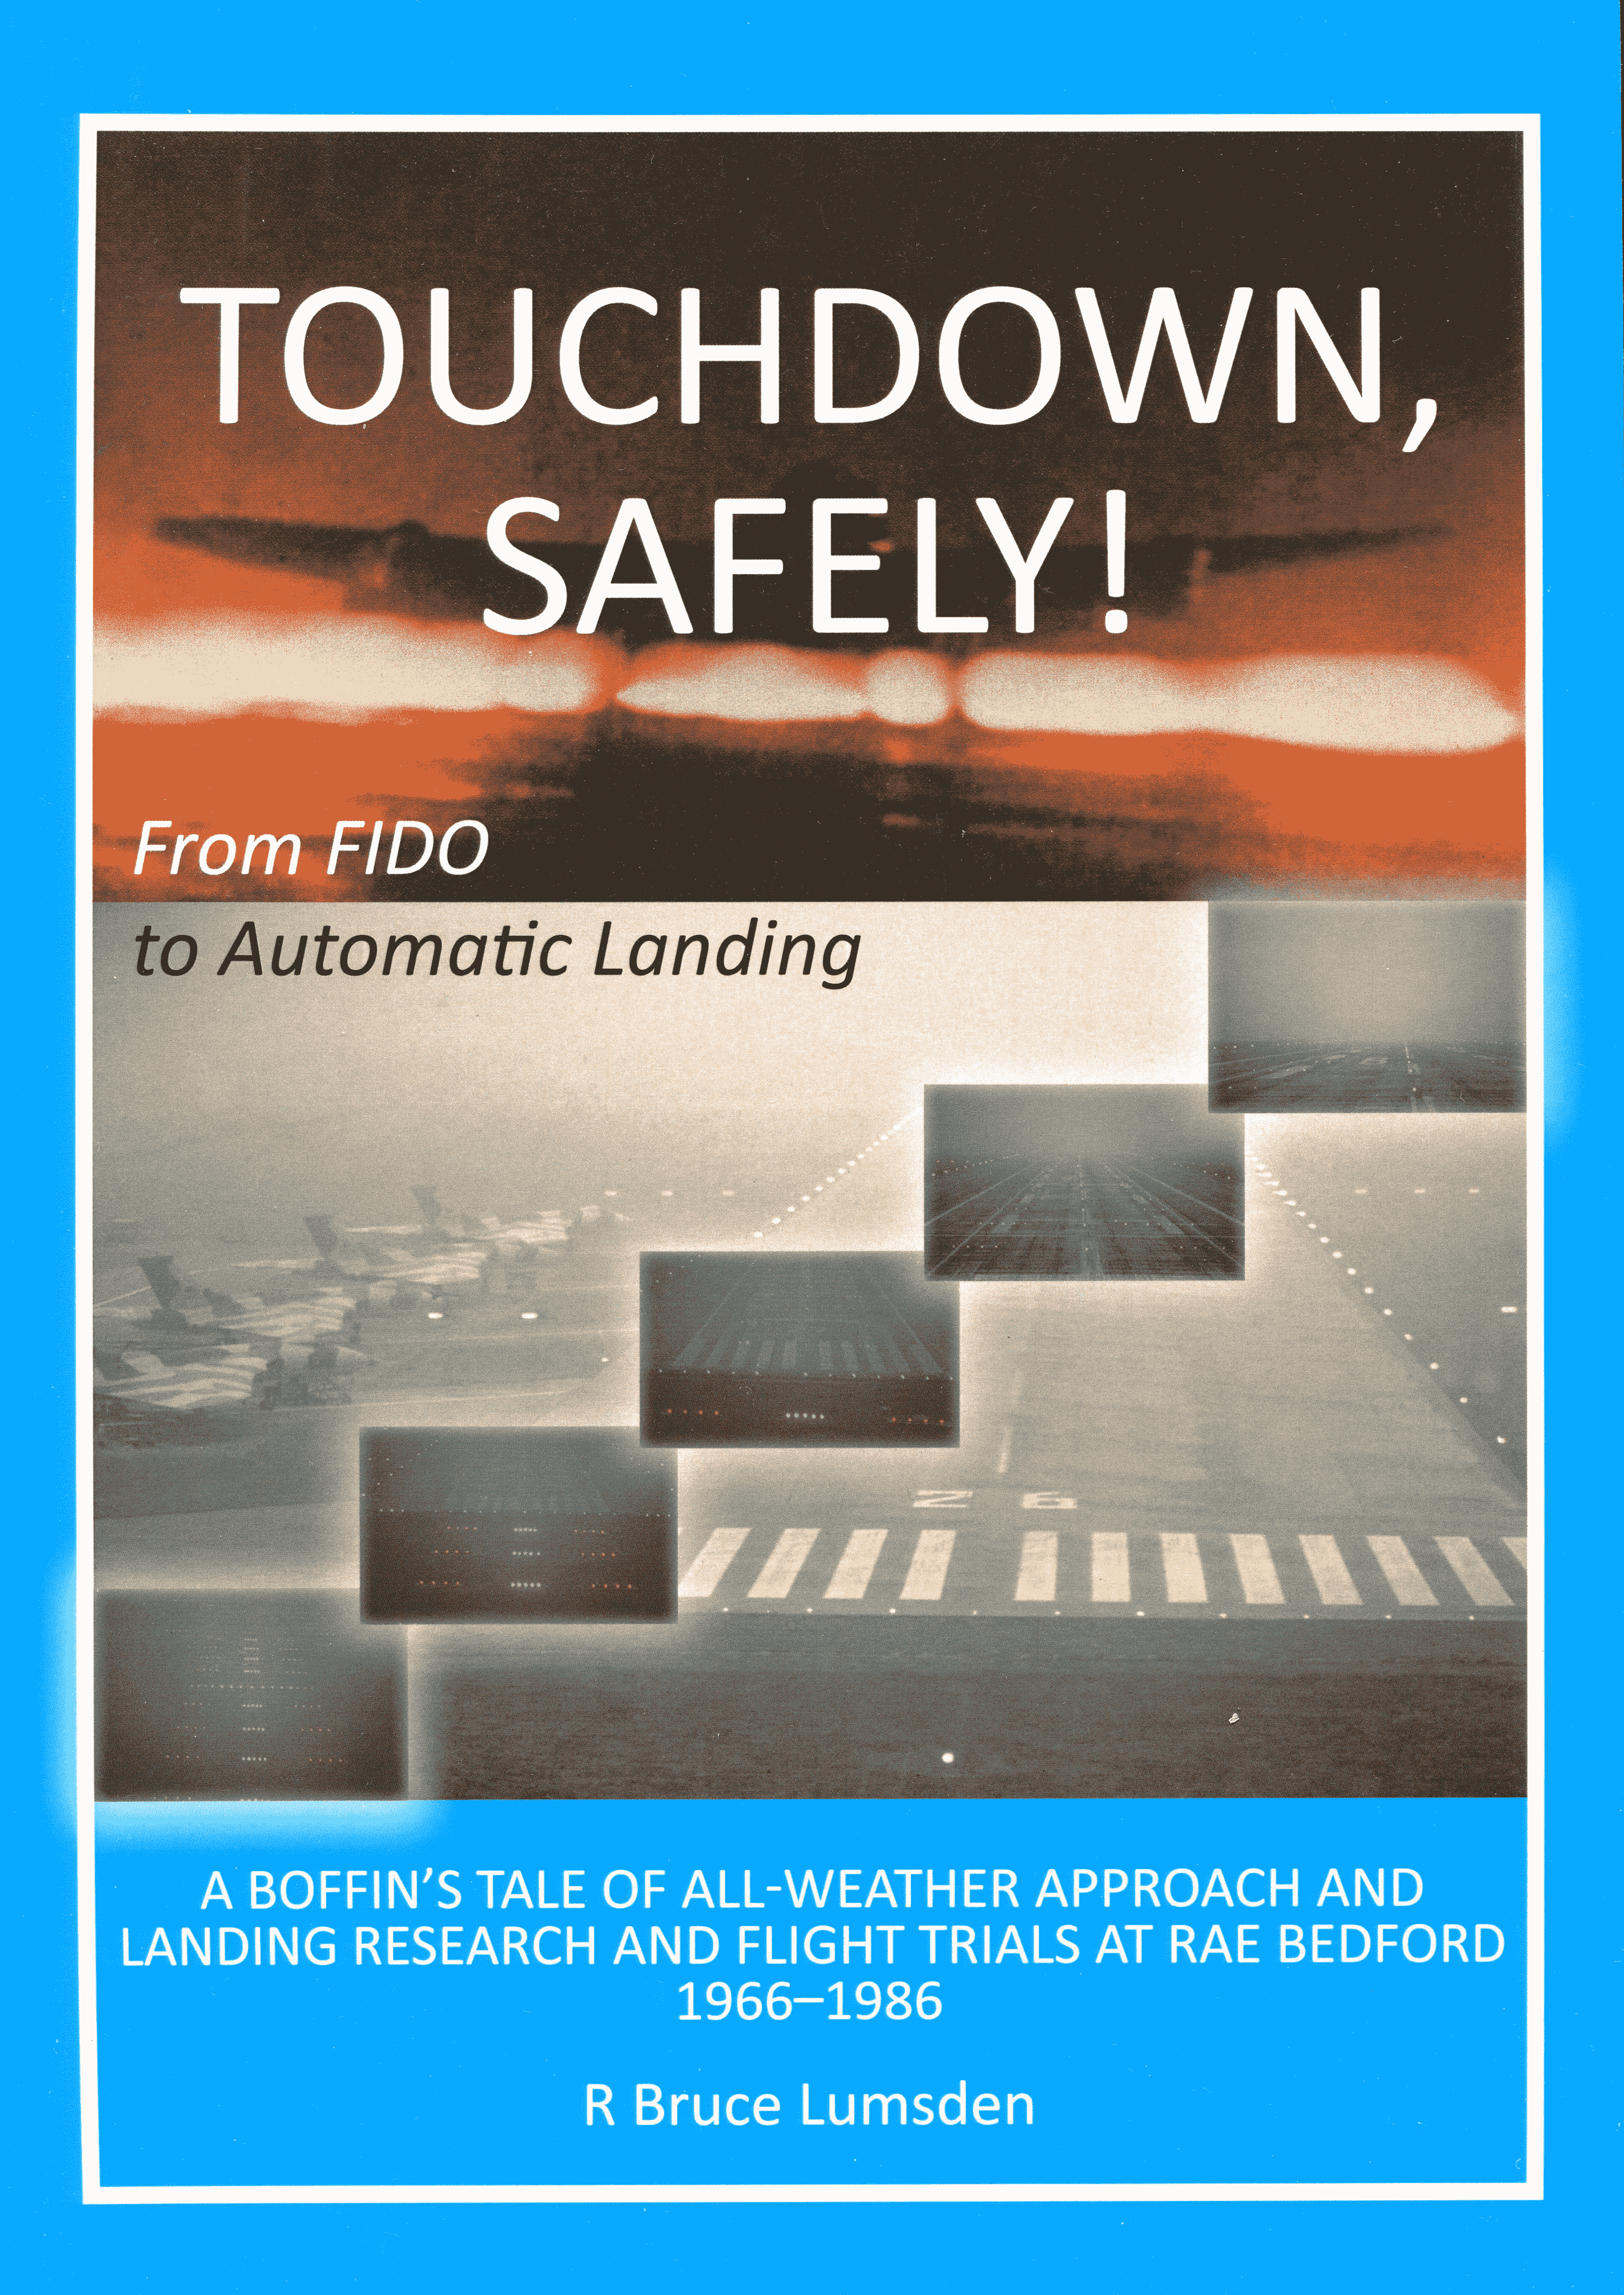 TOUCHDOWN,
SAFELY!
From FIDO
to Automatic Landing
26
A BOFFIN’S TALE OF ALL-WEATHER APPROACH AND
LANDING RESEARCH AND FLIGHT TRIALS AT RAE BEDFORD
1966–1986
R Bruce Lumsden